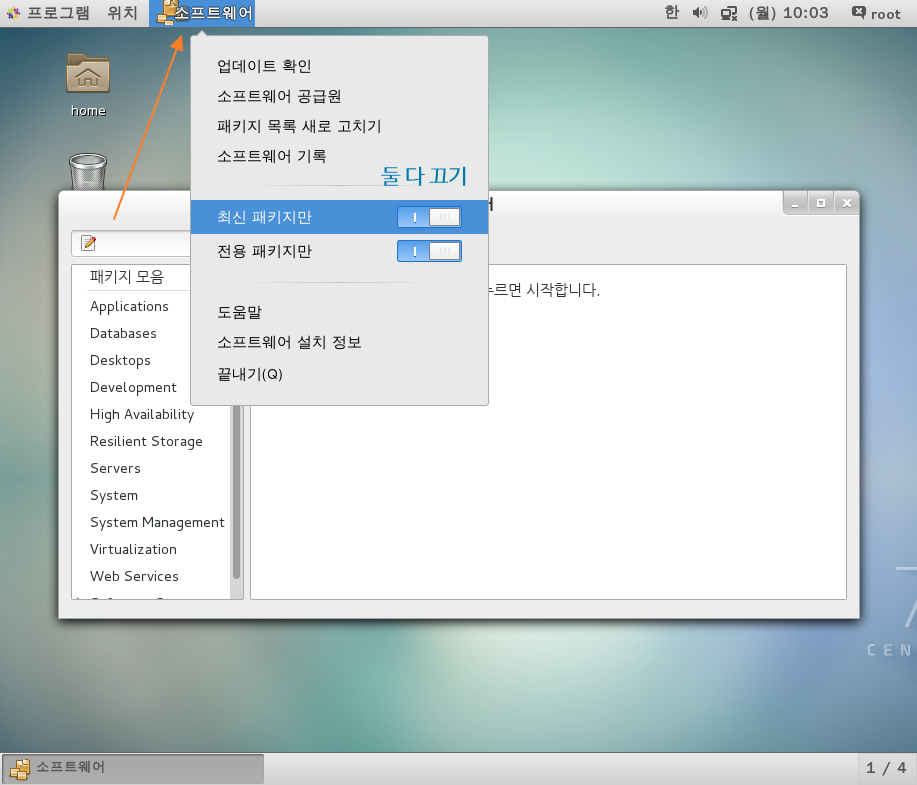 프로그램 위치 소프트웨어 한 (월) 10:03 root
home
업데이트 확인
소프트웨어 공급원
패키지 목록 새로 고치기
소프트웨어 기록
둘 다 끄기
최신 패키지만
전용 패키지만
도움말
소프트웨어 설치 정보
끝내기(Q)
누르면 시작합니다.
패키지 모음
Applications
Databases
Desktops
Development
High Availability
Resilient Storage
Servers
System
System Management
Virtualization
Web Services
7
CEN
소프트웨어 1 / 4